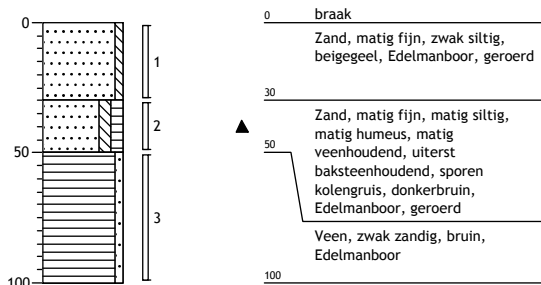 0
50
100
1
2
3
0
braak
Zand, matig fijn, zwak siltig,
beigegeel, Edelmanboor, geroerd
30
Zand, matig fijn, matig siltig,
matig humeus, matig
veenhoudend, uiterst
baksteenhoudend, sporen
kolengruis, donkerbruin,
Edelmanboor, geroerd
50
Veen, zwak zandig, bruin,
Edelmanboor
100